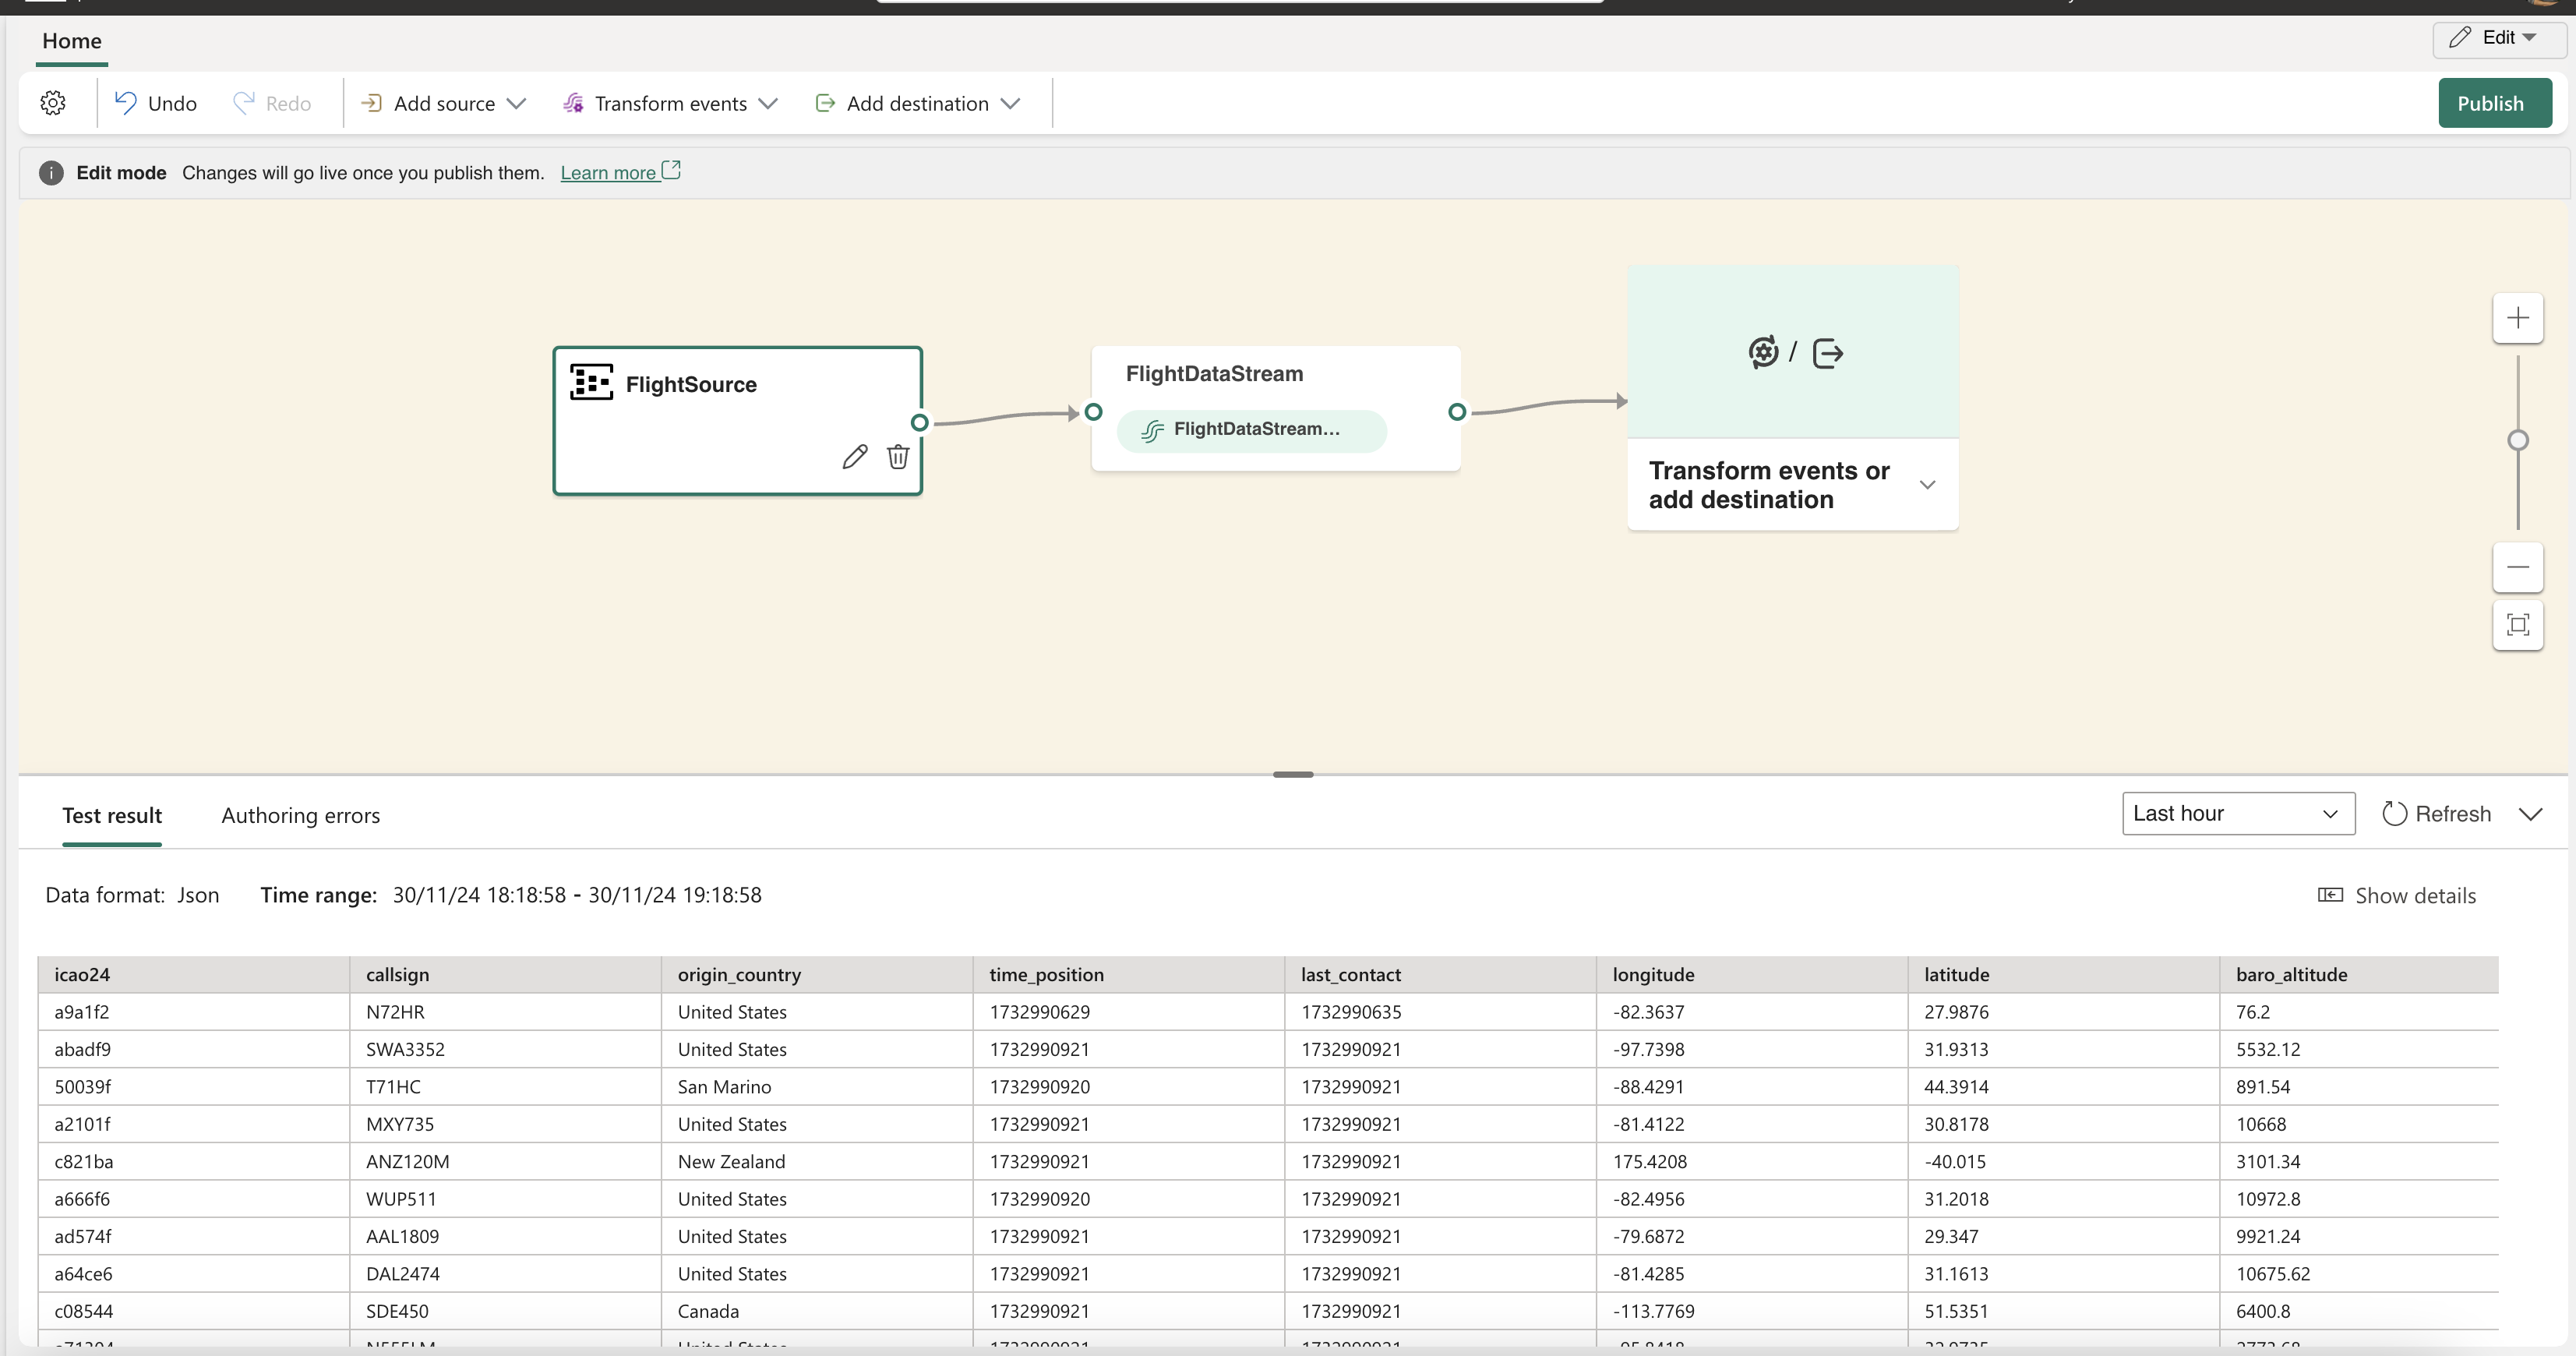 Home
Edit
Undo Redo Add source Transform events Add destination Publish
Edit mode Changes will go live once you publish them. Learn more
FlightSource
FlightDataStream
FlightDataStream...
/
Transform events or
add destination
Test result Authoring errors Last hour Refresh
Data format: Json Time range: 30/11/24 18:18:58 - 30/11/24 19:18:58 Show details
icao24 callsign origin_country time_position last_contact longitude latitude baro_altitude
a9a1f2 N72HR United States 1732990629 1732990635 -82.3637 27.9876 76.2
abadf9 SWA3352 United States 1732990921 1732990921 -97.7398 31.9313 5532.12
50039f T71HC San Marino 1732990920 1732990921 -88.4291 44.3914 891.54
a2101f MXY735 United States 1732990921 1732990921 -81.4122 30.8178 10668
c821ba ANZ120M New Zealand 1732990921 1732990921 175.4208 -40.015 3101.34
a666f6 WUP511 United States 1732990920 1732990921 -82.4956 31.2018 10972.8
ad574f AAL1809 United States 1732990921 1732990921 -79.6872 29.347 9921.24
a64ce6 DAL2474 United States 1732990921 1732990921 -81.4285 31.1613 10675.62
c08544 SDE450 Canada 1732990921 1732990921 -113.7769 51.5351 6400.8